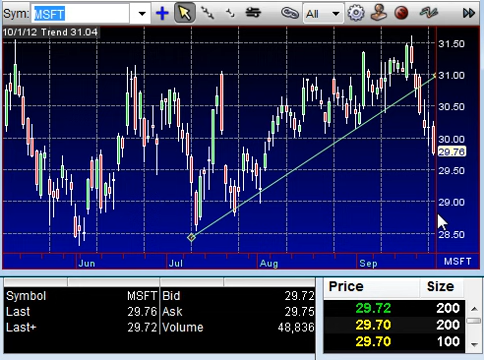 Sym: MSFT All
10/1/12 Trend 31.04
31.50
31.00
30.50
30.00
29.76
29.50
29.00
28.50
Jun Jul Aug Sep MSFT
Symbol MSFT Bid 29.72
Last 29.76 Ask 29.75
Last+ 29.72 Volume 48,836
Price Size
29.72 200
29.70 200
29.70 100